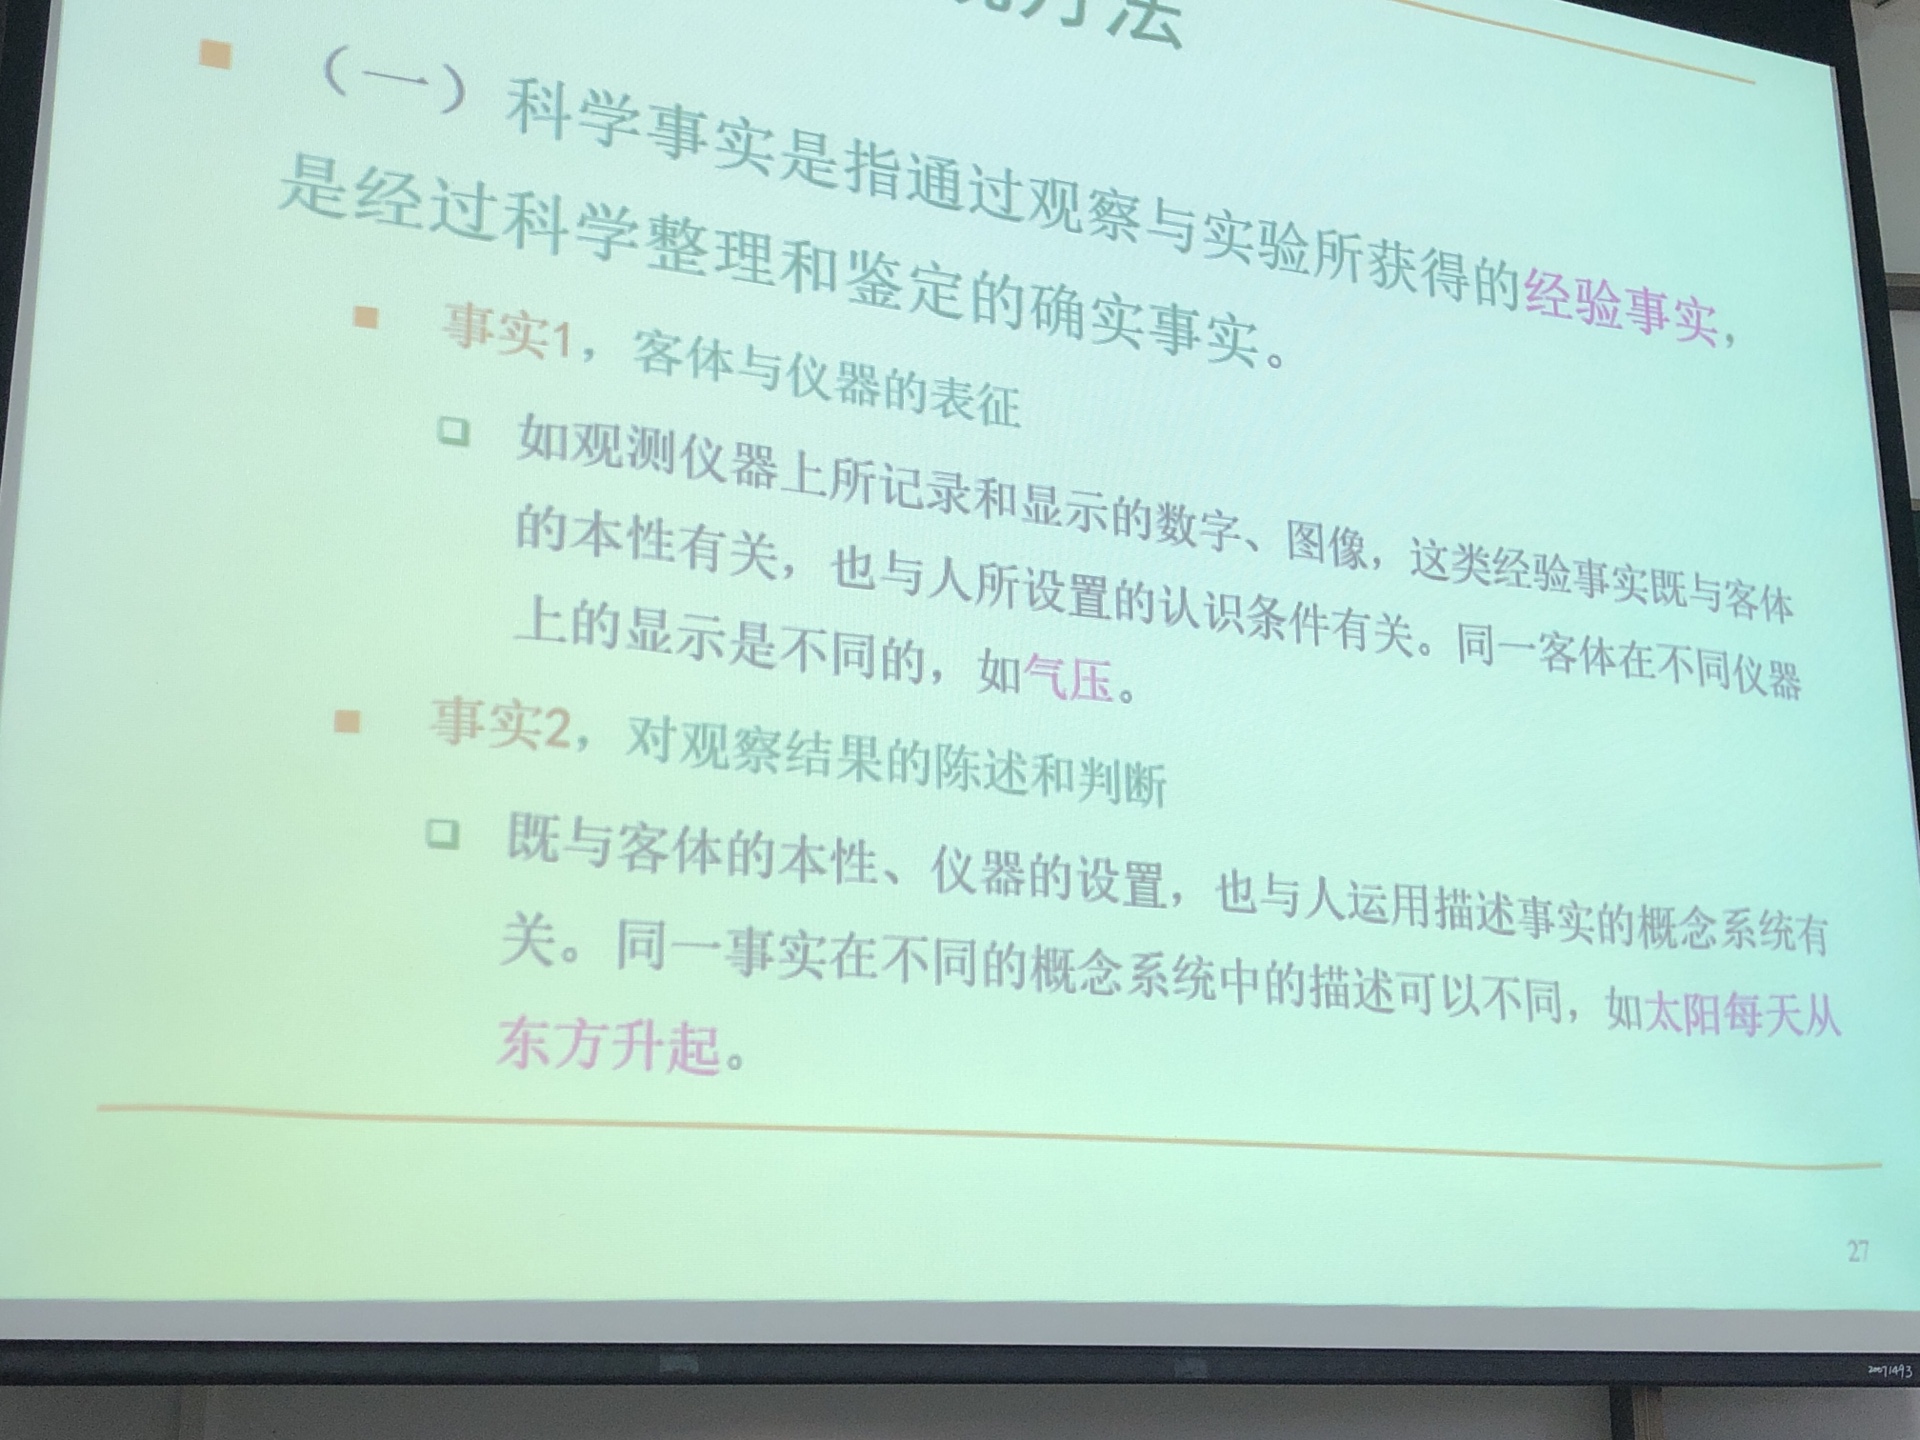 方法
（一）科学事实是指通过观察与实验所获得的经验事实，
是经过科学整理和鉴定的确实事实。
事实1，客体与仪器的表征
如观测仪器上所记录和显示的数字、图像，这类经验事实既与客体
的本性有关，也与人所设置的认识条件有关。同一客体在不同仪器
上的显示是不同的，如气压。
事实2，对观察结果的陈述和判断
既与客体的本性、仪器的设置，也与人运用描述事实的概念系统有
关。同一事实在不同的概念系统中的描述可以不同，如太阳每天从
东方升起。
27
20071493